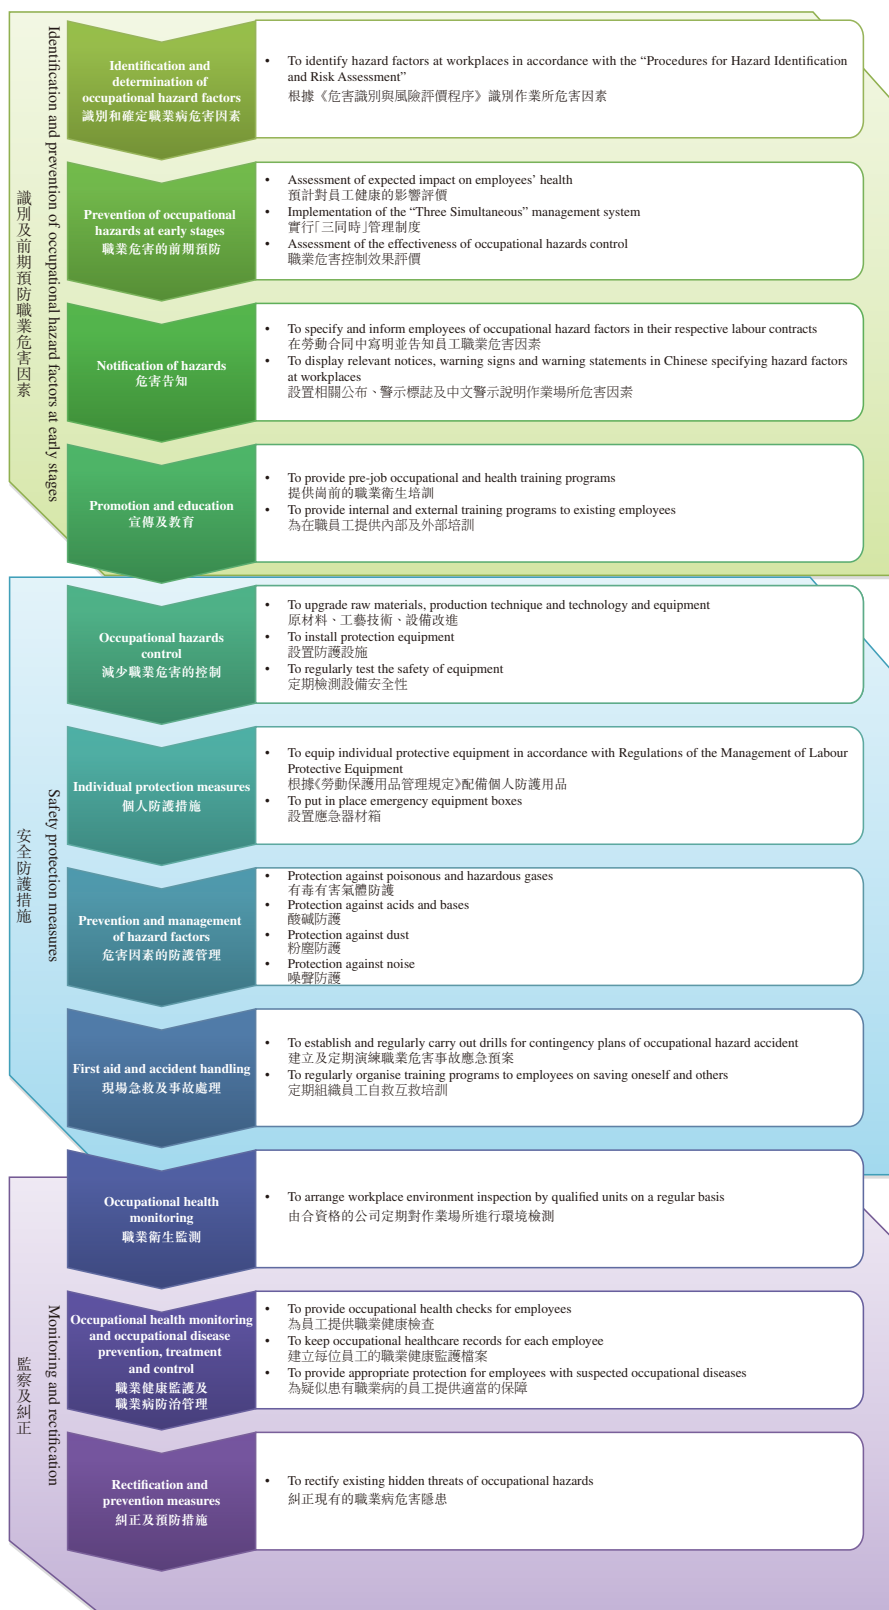 Identification and prevention of occupational hazard factors at early stages
識別及前期預防職業危害因素
Identification and
determination of
occupational hazard factors
識別和確定職業病危害因素
• To identify hazard factors at workplaces in accordance with the “Procedures for Hazard Identification
and Risk Assessment”
根據《危害識別與風險評價程序》識別作業所危害因素
Prevention of occupational
hazards at early stages
職業危害的前期預防
• Assessment of expected impact on employees’ health
預計對員工健康的影響評價
• Implementation of the “Three Simultaneous” management system
實行「三同時」管理制度
• Assessment of the effectiveness of occupational hazards control
職業危害控制效果評價
Notification of hazards
危害告知
• To specify and inform employees of occupational hazard factors in their respective labour contracts
在勞動合同中寫明並告知員工職業危害因素
• To display relevant notices, warning signs and warning statements in Chinese specifying hazard factors
at workplaces
設置相關公布、警示標誌及中文警示說明作業場所危害因素
Promotion and education
宣傳及教育
• To provide pre-job occupational and health training programs
提供崗前的職業衛生培訓
• To provide internal and external training programs to existing employees
為在職員工提供內部及外部培訓
Safety protection measures
安全防護措施
Occupational hazards
control
減少職業危害的控制
• To upgrade raw materials, production technique and technology and equipment
原材料、工藝技術、設備改進
• To install protection equipment
設置防護設施
• To regularly test the safety of equipment
定期檢測設備安全性
Individual protection measures
個人防護措施
• To equip individual protective equipment in accordance with Regulations of the Management of Labour
Protective Equipment
根據《勞動保護用品管理規定》配備個人防護用品
• To put in place emergency equipment boxes
設置應急器材箱
Prevention and management
of hazard factors
危害因素的防護管理
• Protection against poisonous and hazardous gases
有毒有害氣體防護
• Protection against acids and bases
酸碱防護
• Protection against dust
粉塵防護
• Protection against noise
噪聲防護
First aid and accident handling
現場急救及事故處理
• To establish and regularly carry out drills for contingency plans of occupational hazard accident
建立及定期演練職業危害事故應急預案
• To regularly organise training programs to employees on saving oneself and others
定期組織員工自救互救培訓
Monitoring and rectification
監察及糾正
Occupational health
monitoring
職業衛生監測
• To arrange workplace environment inspection by qualified units on a regular basis
由合資格的公司定期對作業場所進行環境檢測
Occupational health monitoring
and occupational disease
prevention, treatment
and control
職業健康監護及
職業病防治管理
• To provide occupational health checks for employees
為員工提供職業健康檢查
• To keep occupational healthcare records for each employee
建立每位員工的職業健康監護檔案
• To provide appropriate protection for employees with suspected occupational diseases
為疑似患有職業病的員工提供適當的保障
Rectification and
prevention measures
糾正及預防措施
• To rectify existing hidden threats of occupational hazards
糾正現有的職業病危害隱患